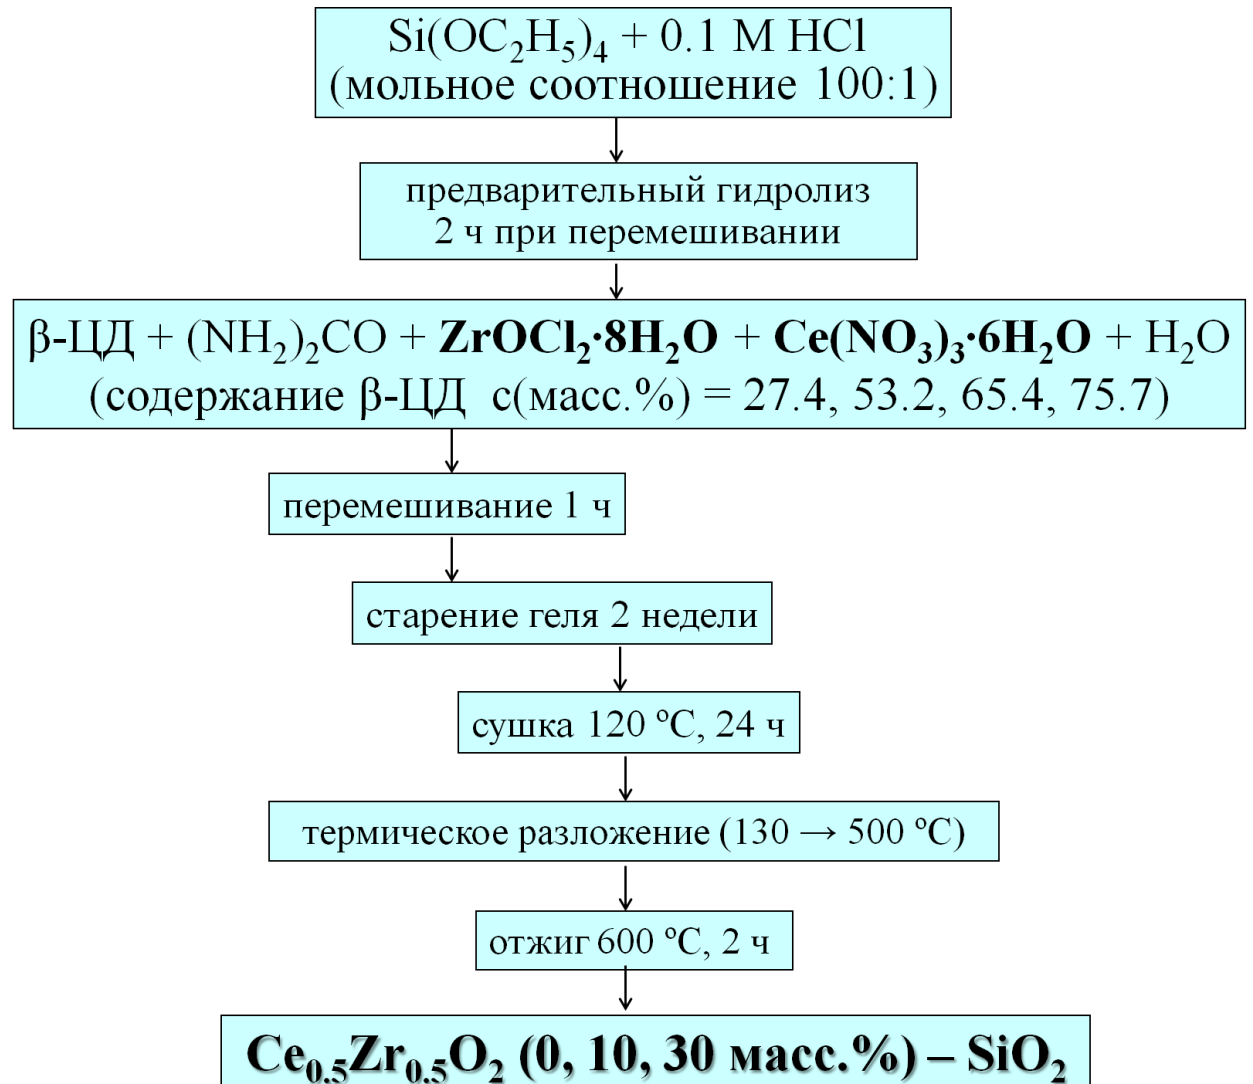 Si(OC₂H₅)₄ + 0.1 M HCl
(мольное соотношение 100:1)
предварительный гидролиз
2 ч при перемешивании
β-ЦД + (NH₂)₂CO + ZrOCl₂·8H₂O + Ce(NO₃)₃·6H₂O + H₂O
(содержание β-ЦД с(масс.%) = 27.4, 53.2, 65.4, 75.7)
перемешивание 1 ч
старение геля 2 недели
сушка 120 ºС, 24 ч
термическое разложение (130 → 500 ºС)
отжиг 600 ºС, 2 ч
Ce₀.₅Zr₀.₅O₂ (0, 10, 30 масс.%) – SiO₂